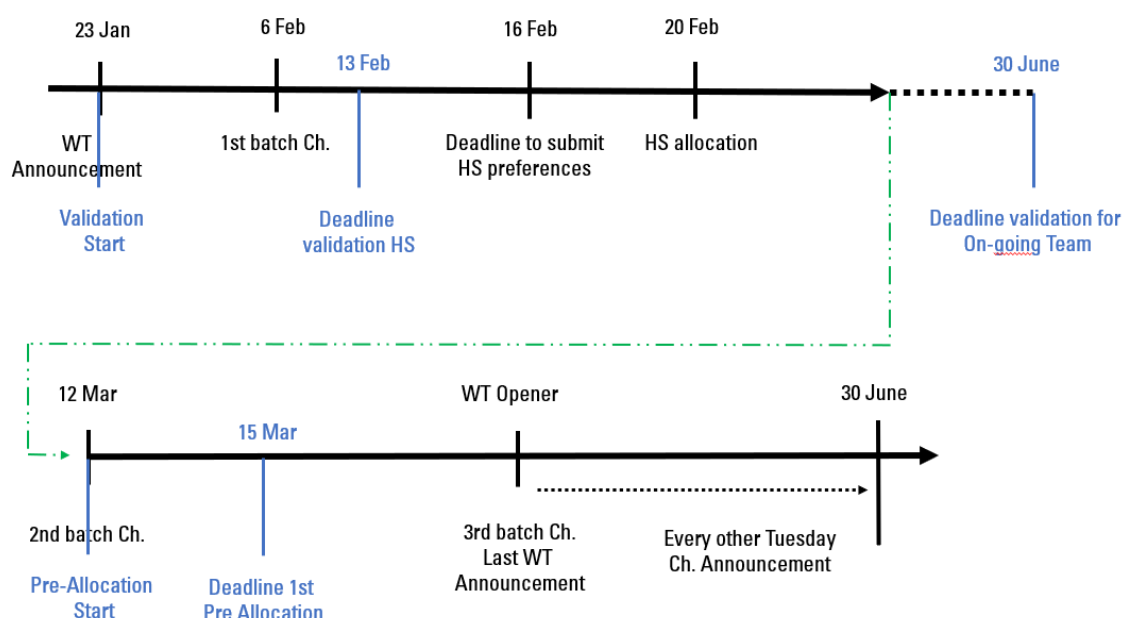 23 Jan
6 Feb
13 Feb
16 Feb
20 Feb
30 June
WT
Announcement
1st batch Ch.
Deadline to submit
HS preferences
HS allocation
Validation
Start
Deadline
validation HS
Deadline validation for
On-going Team
12 Mar
15 Mar
WT Opener
30 June
2nd batch Ch.
3rd batch Ch.
Last WT
Announcement
Every other Tuesday
Ch. Announcement
Pre-Allocation
Start
Deadline 1st
Pre Allocation